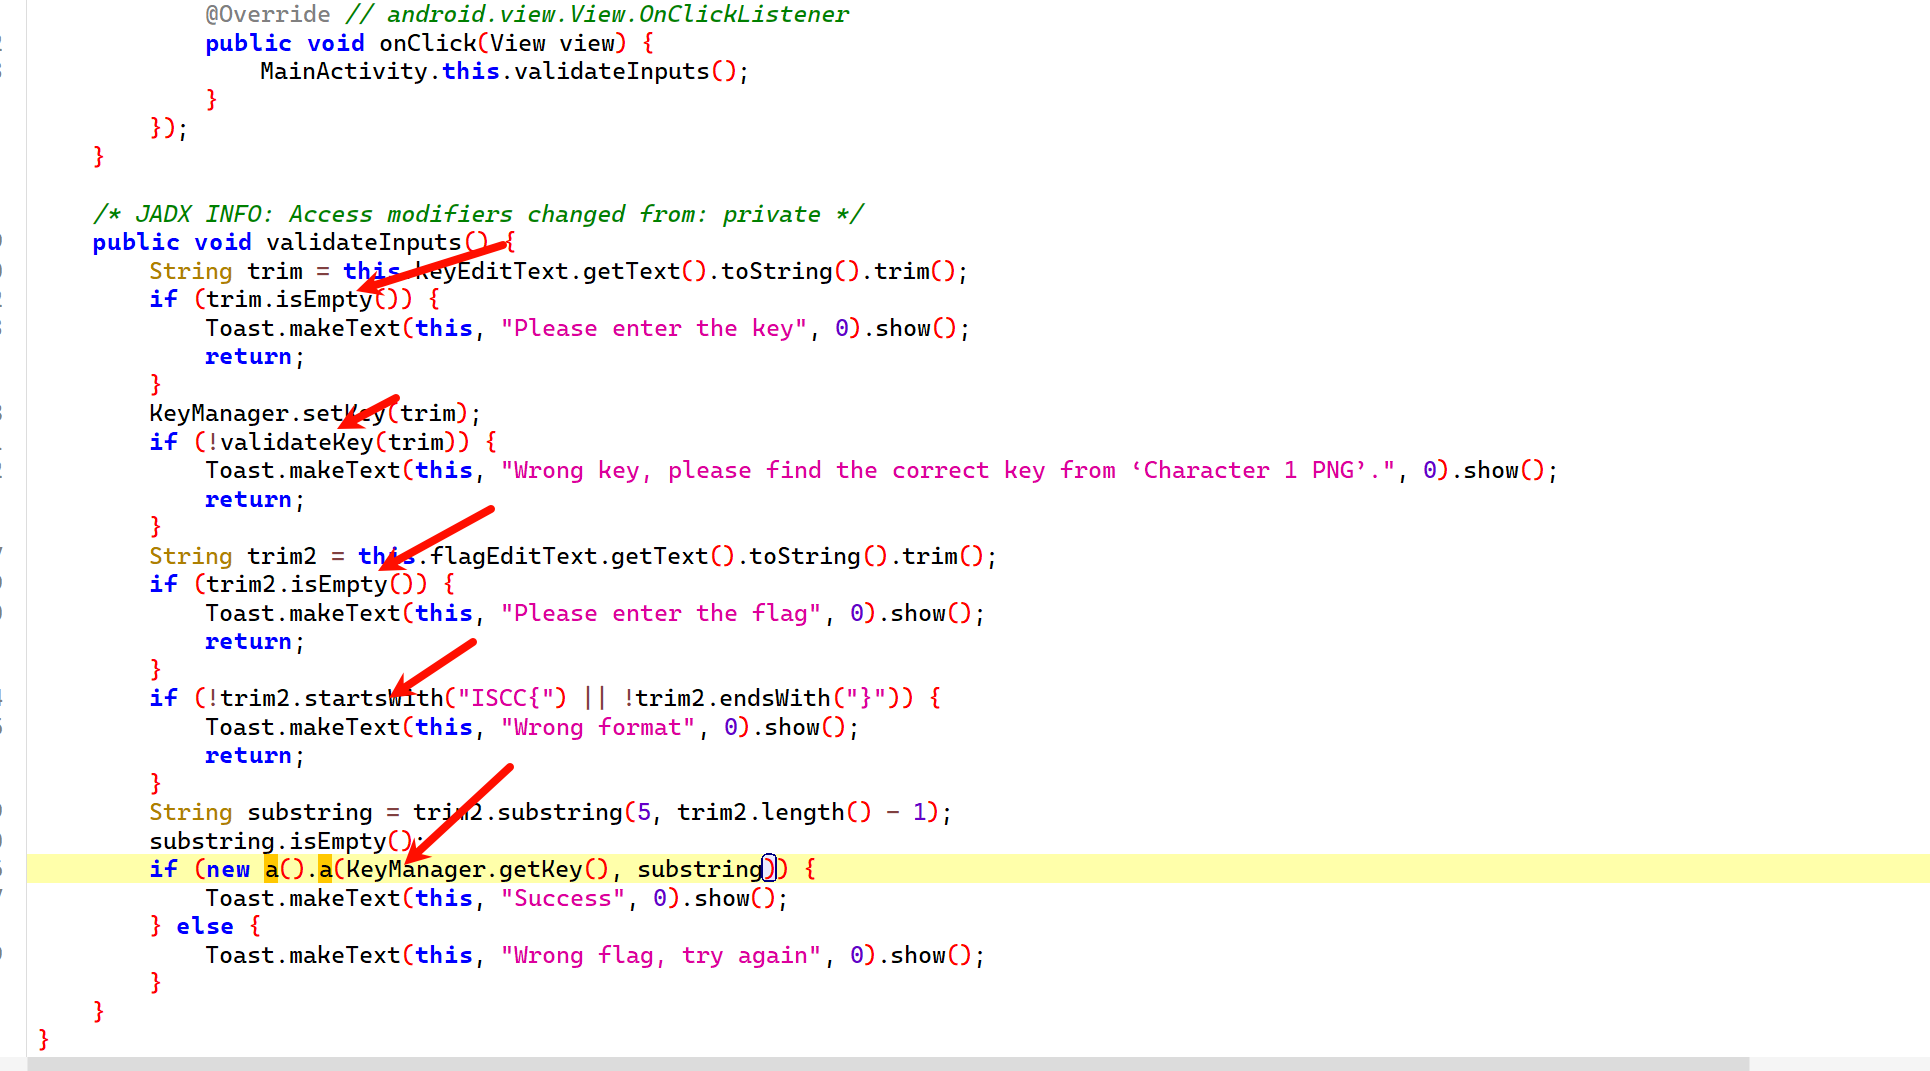 @Override // android.view.View.OnClickListener
public void onClick(View view) {
MainActivity.this.validateInputs();
}
});
}
/* JADX INFO: Access modifiers changed from: private */
public void validateInputs() {
String trim = this.keyEditText.getText().toString().trim();
if (trim.isEmpty()) {
Toast.makeText(this, "Please enter the key", 0).show();
return;
}
KeyManager.setKey(trim);
if (!validateKey(trim)) {
Toast.makeText(this, "Wrong key, please find the correct key from ‘Character 1 PNG’.", 0).show();
return;
}
String trim2 = this.flagEditText.getText().toString().trim();
if (trim2.isEmpty()) {
Toast.makeText(this, "Please enter the flag", 0).show();
return;
}
if (!trim2.startsWith("ISCC{") || !trim2.endsWith("}")) {
Toast.makeText(this, "Wrong format", 0).show();
return;
}
String substring = trim2.substring(5, trim2.length() - 1);
substring.isEmpty();
if (new a().a(KeyManager.getKey(), substring)) {
Toast.makeText(this, "Success", 0).show();
} else {
Toast.makeText(this, "Wrong flag, try again", 0).show();
}
}
}